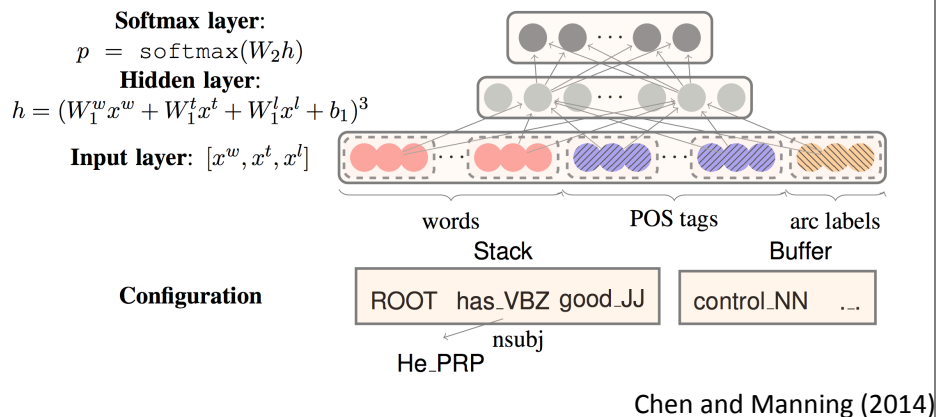 Softmax layer:
p = softmax(W₂h)
Hidden layer:
h = (W₁ʷxʷ + W₁ᵗxᵗ + W₁ˡxˡ + b₁)³
Input layer: [xʷ, xᵗ, xˡ]
...
...
... ...
words POS tags arc labels
Stack Buffer
Configuration
ROOT has_VBZ good_JJ control_NN ._.
nsubj
He_PRP
Chen and Manning (2014)